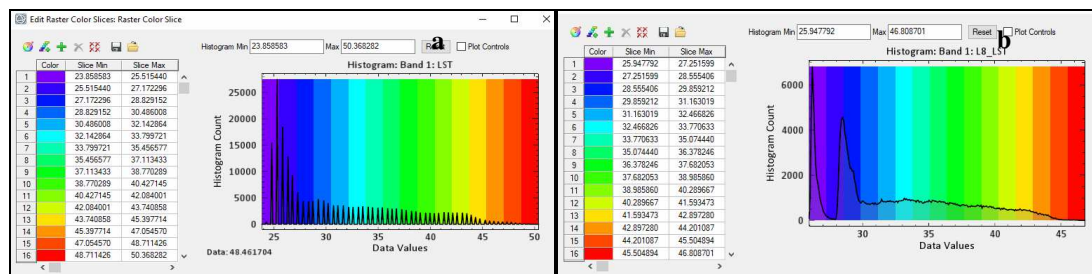 Edit Raster Color Slices: Raster Color Slice
Histogram Min 23.858583 Max 50.368282 Reset Plot Controls
a
Color Slice Min Slice Max
1 23.858583 25.515440
2 25.515440 27.172296
3 27.172296 28.829152
4 28.829152 30.486008
5 30.486008 32.142864
6 32.142864 33.799721
7 33.799721 35.456577
8 35.456577 37.113433
9 37.113433 38.770289
10 38.770289 40.427145
11 40.427145 42.084001
12 42.084001 43.740858
13 43.740858 45.397714
14 45.397714 47.054570
15 47.054570 48.711426
16 48.711426 50.368282
Histogram: Band 1: LST
Histogram Count
25000
20000
15000
10000
5000
0
25 30 35 40 45 50
Data Values
Data: 48.461704
Histogram Min 25.947792 Max 46.808701 Reset Plot Controls
b
Color Slice Min Slice Max
1 25.947792 27.251599
2 27.251599 28.555406
3 28.555406 29.859212
4 29.859212 31.163019
5 31.163019 32.466826
6 32.466826 33.770633
7 33.770633 35.074440
8 35.074440 36.378246
9 36.378246 37.682053
10 37.682053 38.985860
11 38.985860 40.289667
12 40.289667 41.593473
13 41.593473 42.897280
14 42.897280 44.201087
15 44.201087 45.504894
16 45.504894 46.808701
Histogram: Band 1: L8_LST
Histogram Count
6000
4000
2000
0
30 35 40 45
Data Values